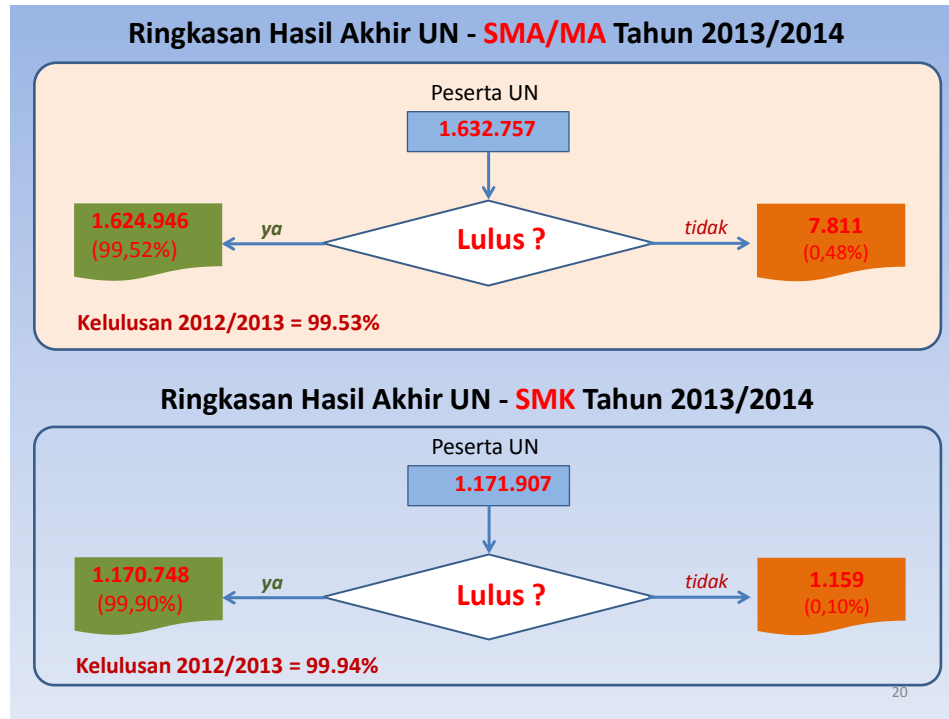 Ringkasan Hasil Akhir UN - SMA/MA Tahun 2013/2014
Peserta UN
1.632.757
1.624.946
(99,52%)
ya
Lulus ?
tidak
7.811
(0,48%)
Kelulusan 2012/2013 = 99.53%
Ringkasan Hasil Akhir UN - SMK Tahun 2013/2014
Peserta UN
1.171.907
1.170.748
(99,90%)
ya
Lulus ?
tidak
1.159
(0,10%)
Kelulusan 2012/2013 = 99.94%
20